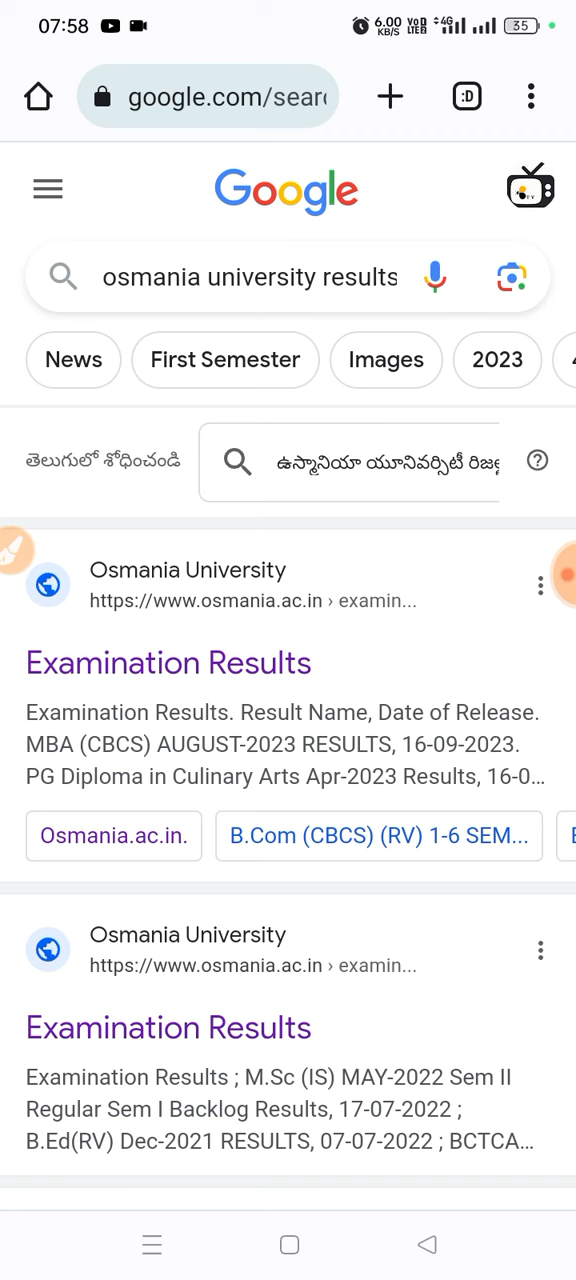 07:58 6.00 KB/S VoD LTE2 4G 35
google.com/sear
:D
Google
osmania university results
News First Semester Images 2023
తెలుగులో శోధించండి ఉస్మానియా యూనివర్సిటీ
Osmania University
https://www.osmania.ac.in › examin...
Examination Results
Examination Results. Result Name, Date of Release.
MBA (CBCS) AUGUST-2023 RESULTS, 16-09-2023.
PG Diploma in Culinary Arts Apr-2023 Results, 16-0...
Osmania.ac.in. B.Com (CBCS) (RV) 1-6 SEM...
Osmania University
https://www.osmania.ac.in › examin...
Examination Results
Examination Results ; M.Sc (IS) MAY-2022 Sem II
Regular Sem I Backlog Results, 17-07-2022 ;
B.Ed(RV) Dec-2021 RESULTS, 07-07-2022 ; BCTCA...